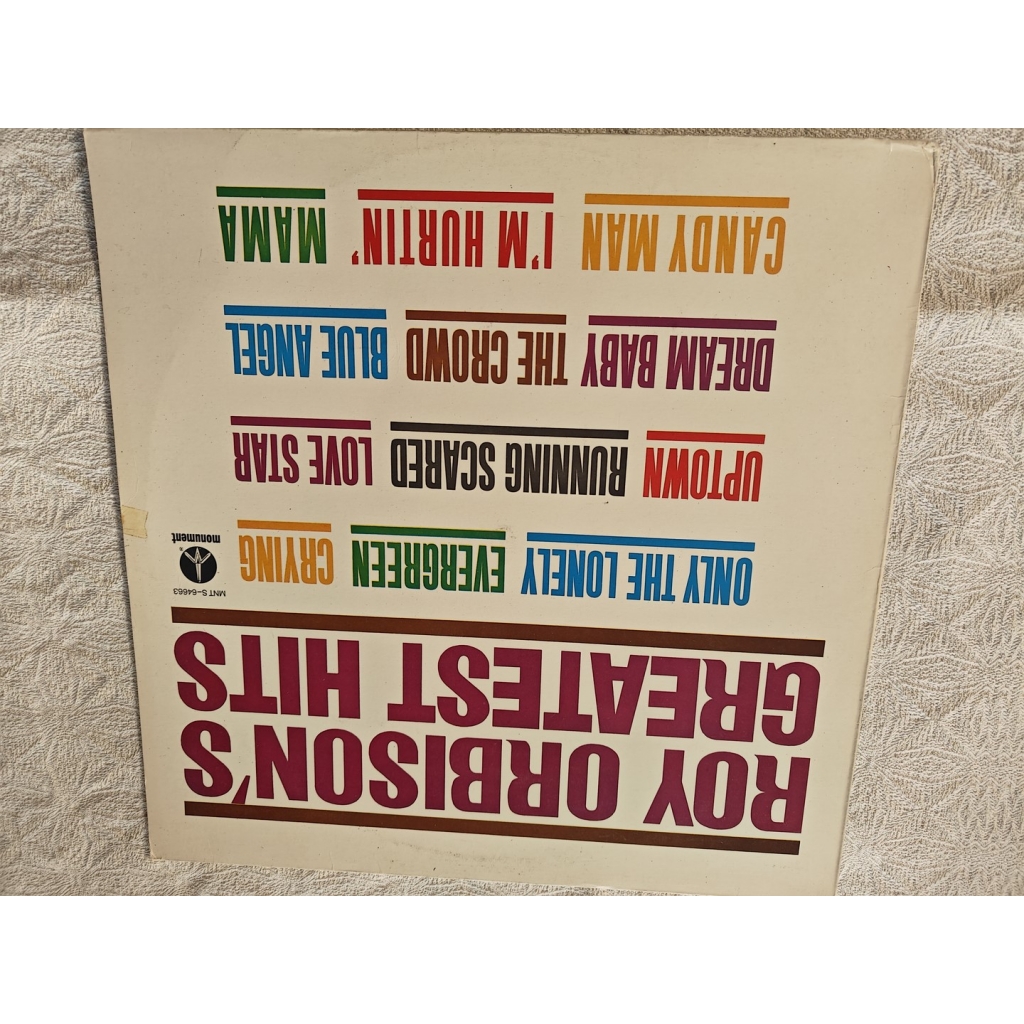 ROY ORBISON'S
GREATEST HITS
MNT S-64663
monument
ONLY THE LONELY EVERGREEN CRYING
UPTOWN RUNNING SCARED LOVE STAR
DREAM BABY THE CROWD BLUE ANGEL
CANDY MAN I'M HURTIN' MAMA